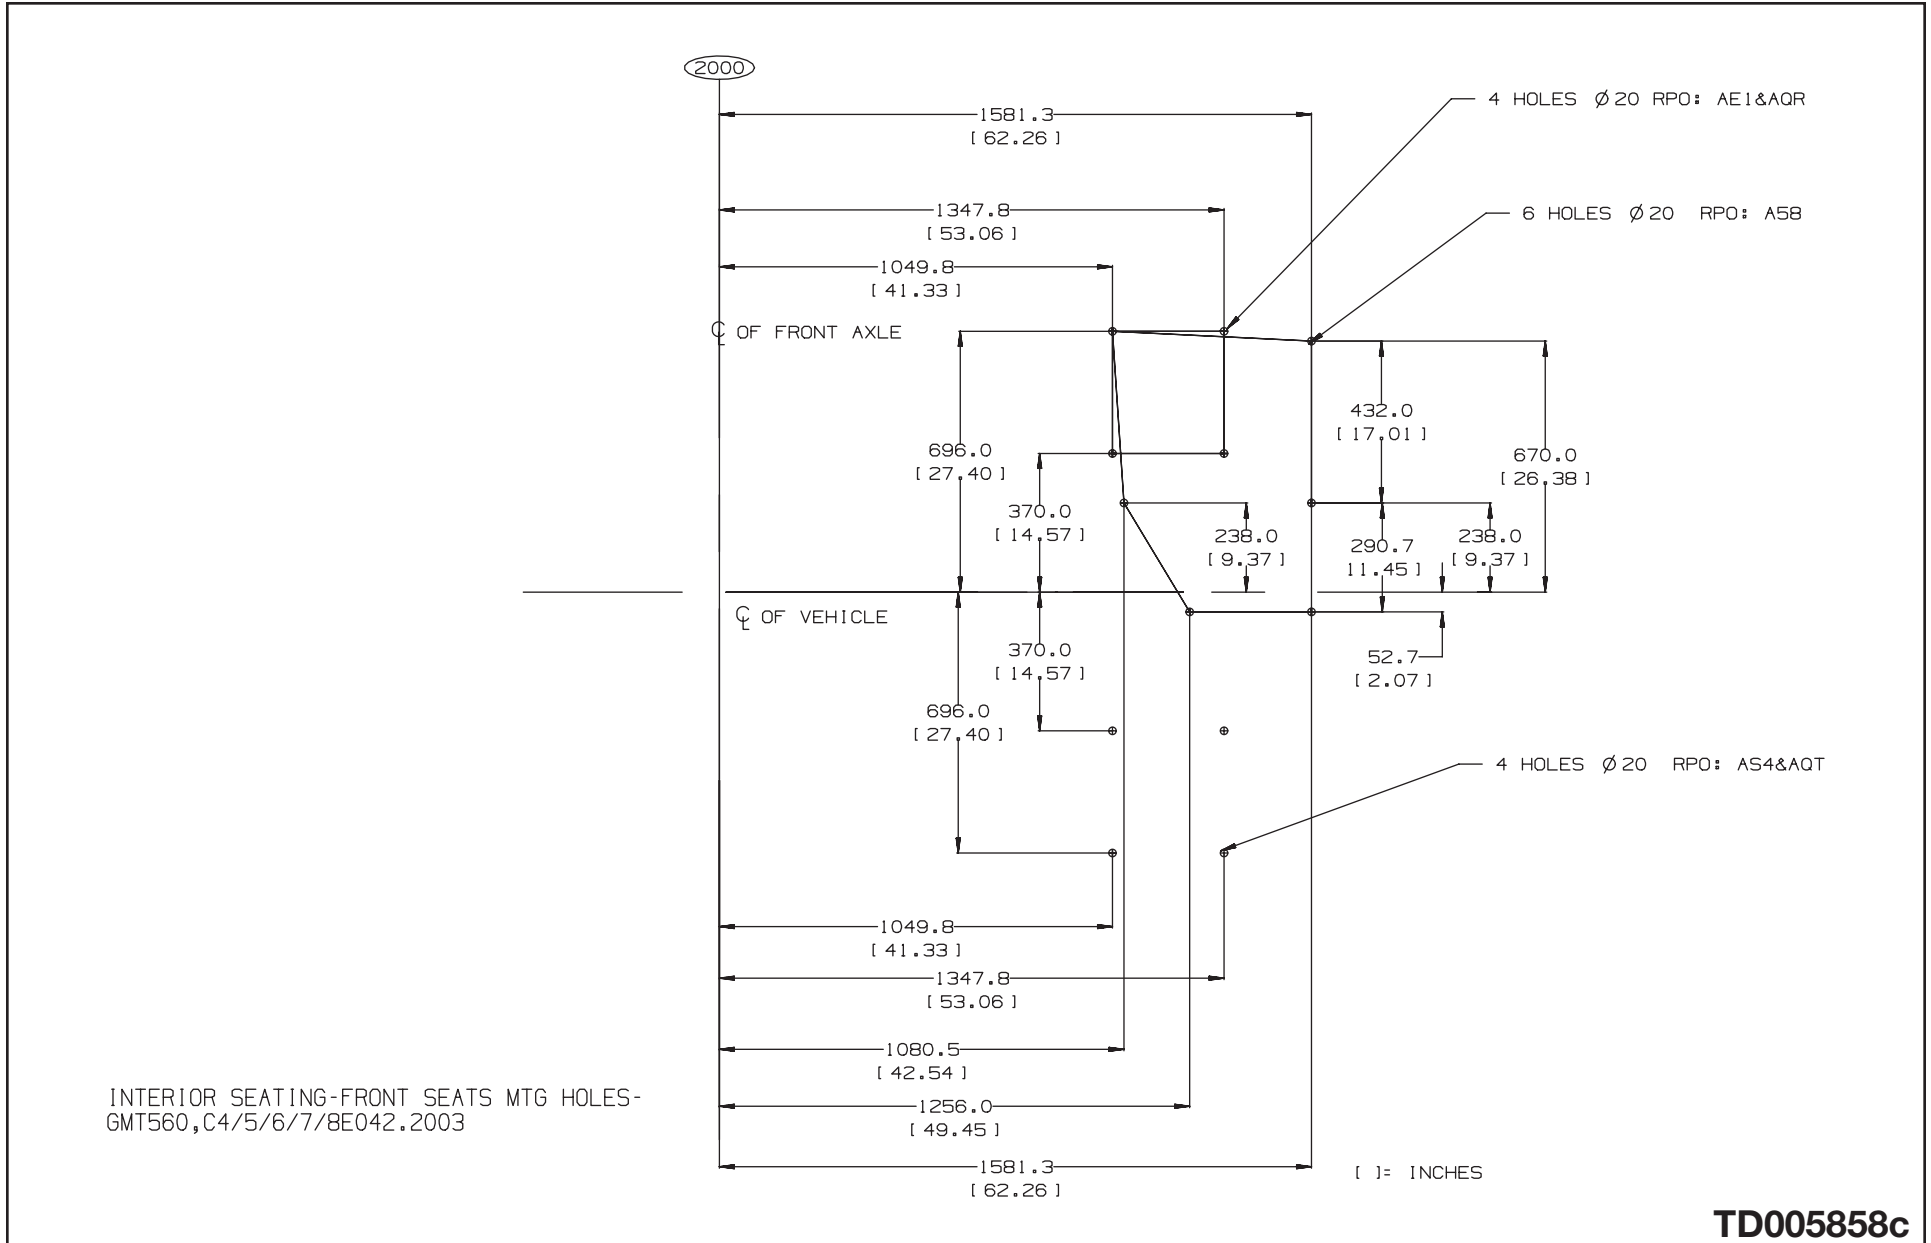 2000
1581.3
[ 62.26 ]
4 HOLES Ø 20 RPO: AE1&AQR
1347.8
[ 53.06 ]
6 HOLES Ø 20 RPO: A58
1049.8
[ 41.33 ]
℄ OF FRONT AXLE
432.0
[ 17.01 ]
696.0
[ 27.40 ]
670.0
[ 26.38 ]
370.0
[ 14.57 ]
238.0
[ 9.37 ]
290.7
11.45 ]
238.0
[ 9.37 ]
℄ OF VEHICLE
370.0
[ 14.57 ]
52.7
[ 2.07 ]
696.0
[ 27.40 ]
4 HOLES Ø 20 RPO: AS4&AQT
1049.8
[ 41.33 ]
1347.8
[ 53.06 ]
1080.5
[ 42.54 ]
INTERIOR SEATING-FRONT SEATS MTG HOLES-
GMT560,C4/5/6/7/8E042.2003
1256.0
[ 49.45 ]
1581.3
[ 62.26 ]
[ ]= INCHES
TD005858c